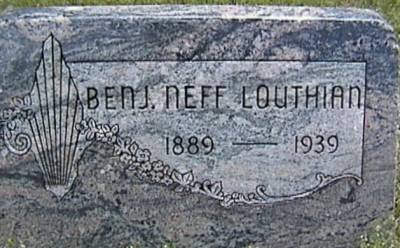 BENJ. NEFF LOUTHIAN
1889 — 1939